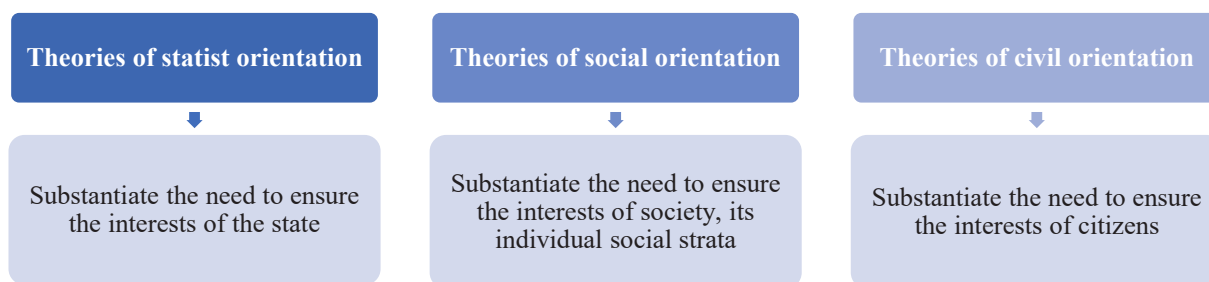 Theories of statist orientation
Substantiate the need to ensure
the interests of the state
Theories of social orientation
Substantiate the need to ensure
the interests of society, its
individual social strata
Theories of civil orientation
Substantiate the need to ensure
the interests of citizens